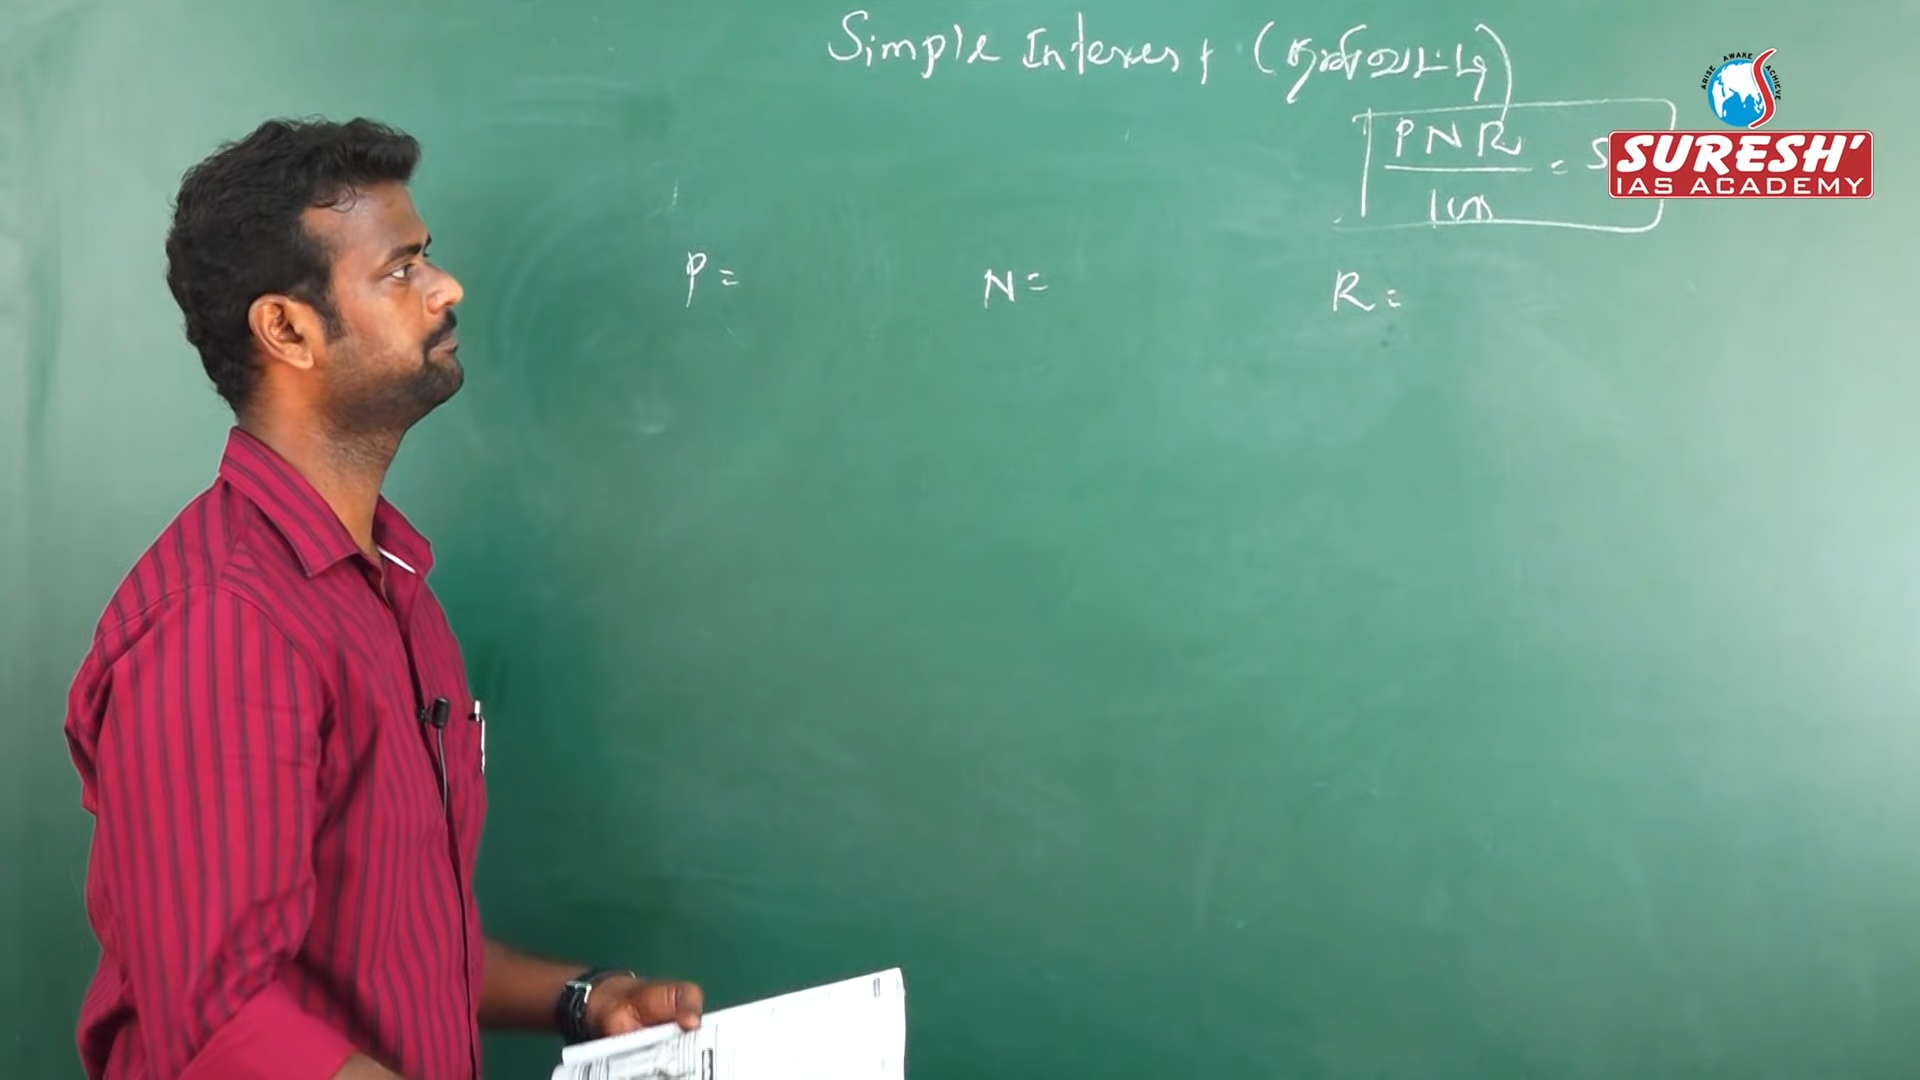 Simple Interest (தனிவட்டி)
PNR
= S
100
P = N = R =
ARISE AWAKE ACHIEVE
SURESH'
IAS ACADEMY